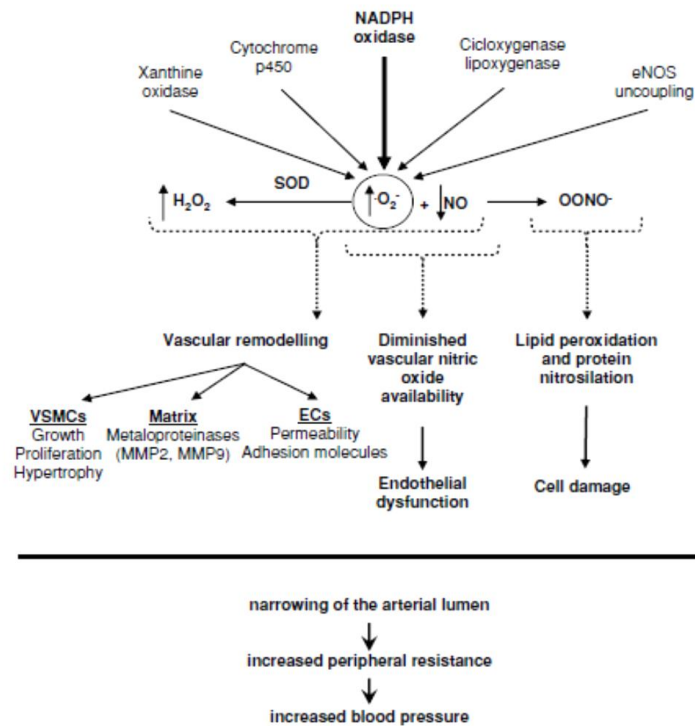 NADPH
oxidase
Cytochrome
p450
Cicloxygenase
lipoxygenase
Xanthine
oxidase
eNOS
uncoupling
SOD
H₂O₂
·O₂⁻
+
NO
OONO⁻
Vascular remodelling
Diminished
vascular nitric
oxide
availability
Lipid peroxidation
and protein
nitrosilation
VSMCs
Growth
Proliferation
Hypertrophy
Matrix
Metaloproteinases
(MMP2, MMP9)
ECs
Permeability
Adhesion molecules
Endothelial
dysfunction
Cell damage
narrowing of the arterial lumen
increased peripheral resistance
increased blood pressure